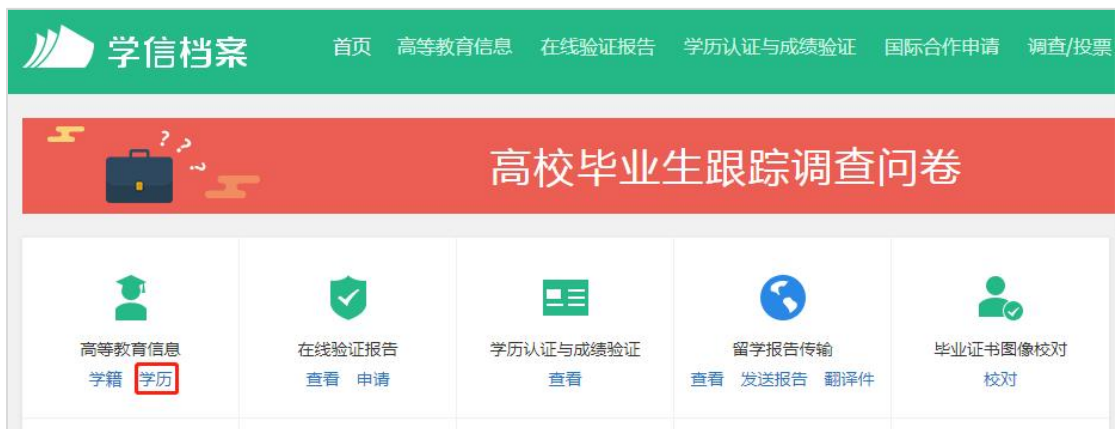 学信档案 首页 高等教育信息 在线验证报告 学历认证与成绩验证 国际合作申请 调查/投票
? ? ?
高校毕业生跟踪调查问卷
高等教育信息 在线验证报告 学历认证与成绩验证 留学报告传输 毕业证书图像校对
学籍 学历 查看 申请 查看 查看 发送报告 翻译件 校对